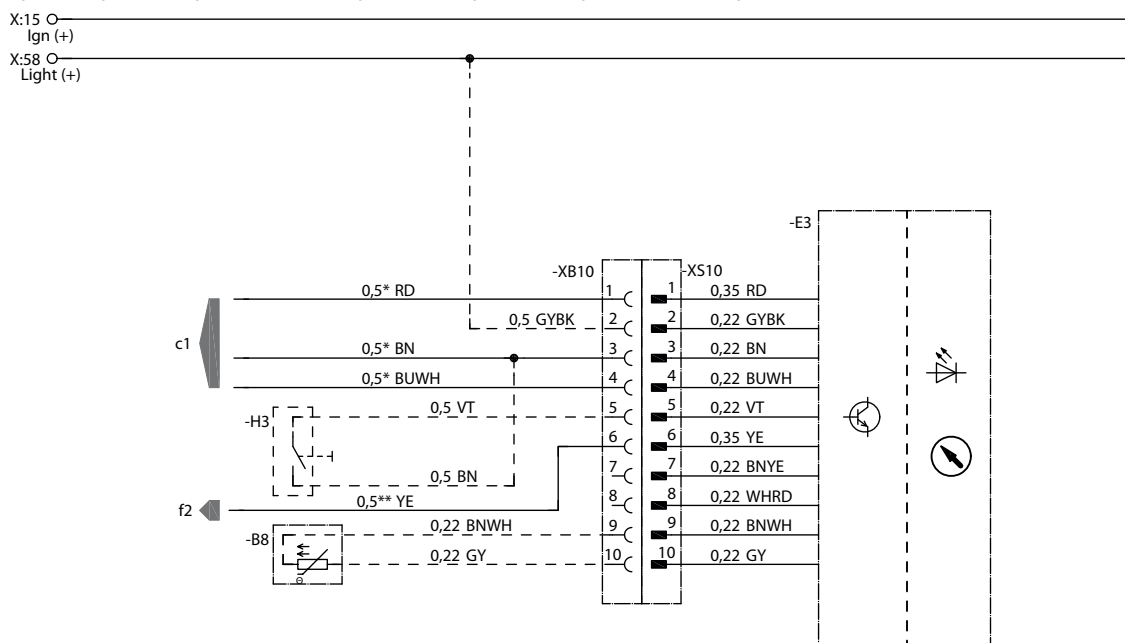 X:15
Ign (+)
X:58
Light (+)
-E3
-XB10
-XS10
0,5* RD
1
1
0,35 RD
0,5 GYBK
2
2
0,22 GYBK
c1
0,5* BN
3
3
0,22 BN
0,5* BUWH
4
4
0,22 BUWH
-H3
0,5 VT
5
5
0,22 VT
6
6
0,35 YE
0,5 BN
7
7
0,22 BNYE
f2
0,5** YE
8
8
0,22 WHRD
-B8
0,22 BNWH
9
9
0,22 BNWH
0,22 GY
10
10
0,22 GY
Θ